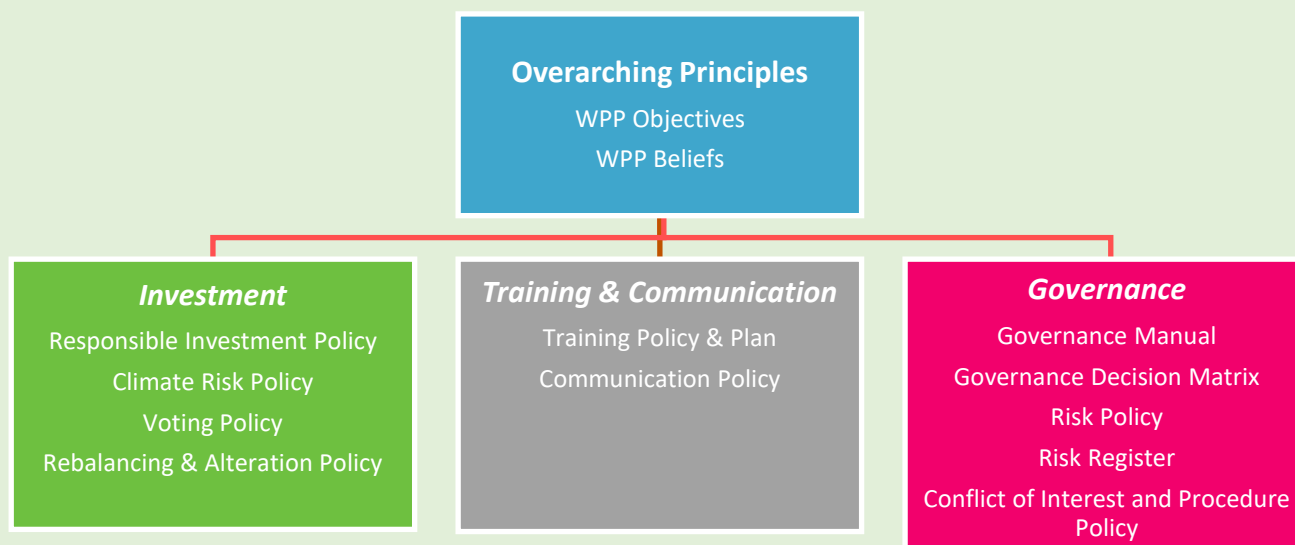 Overarching Principles
WPP Objectives
WPP Beliefs
Investment
Responsible Investment Policy
Climate Risk Policy
Voting Policy
Rebalancing & Alteration Policy
Training & Communication
Training Policy & Plan
Communication Policy
Governance
Governance Manual
Governance Decision Matrix
Risk Policy
Risk Register
Conflict of Interest and Procedure
Policy